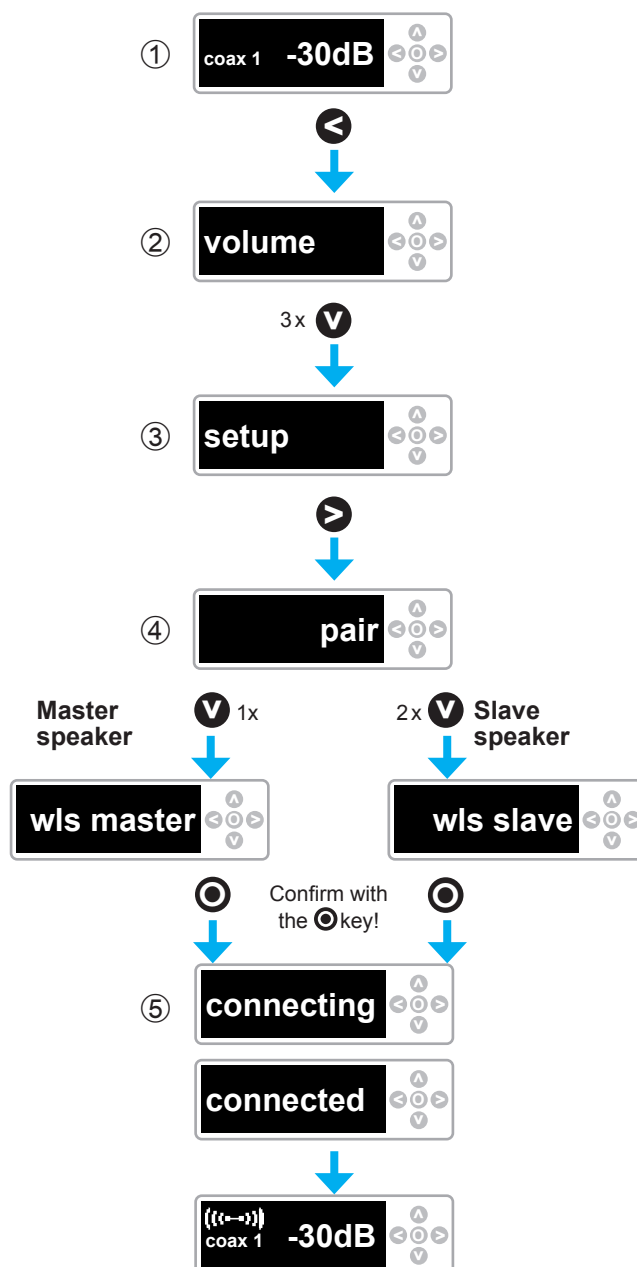 ① coax 1 -30dB
② volume
3 x
③ setup
④ pair
Master
speaker
1x
2 x
Slave
speaker
wls master
wls slave
Confirm with
the key!
⑤ connecting
connected
coax 1 -30dB